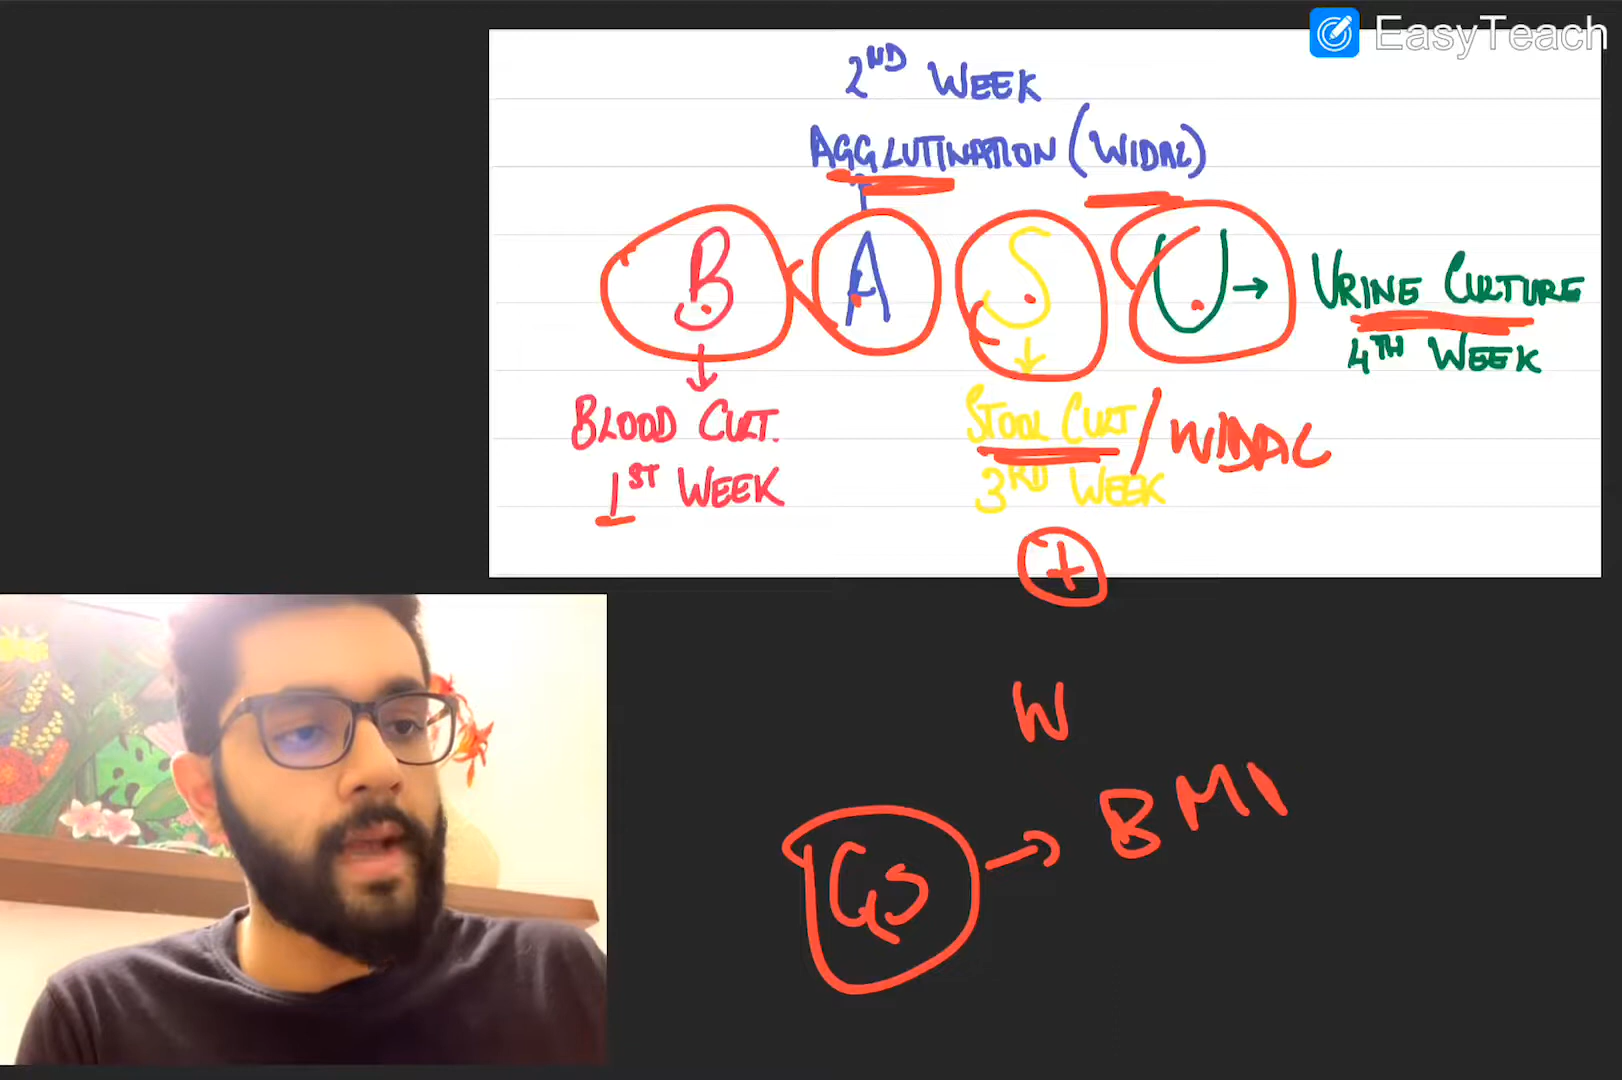 EasyTeach
2ND WEEK
AGGLUTINATION (WIDAL)
B A S U → URINE CULTURE
4TH WEEK
BLOOD CULT.
1ST WEEK
STOOL CULT / WIDAL
3RD WEEK
+
W
GS → BMI